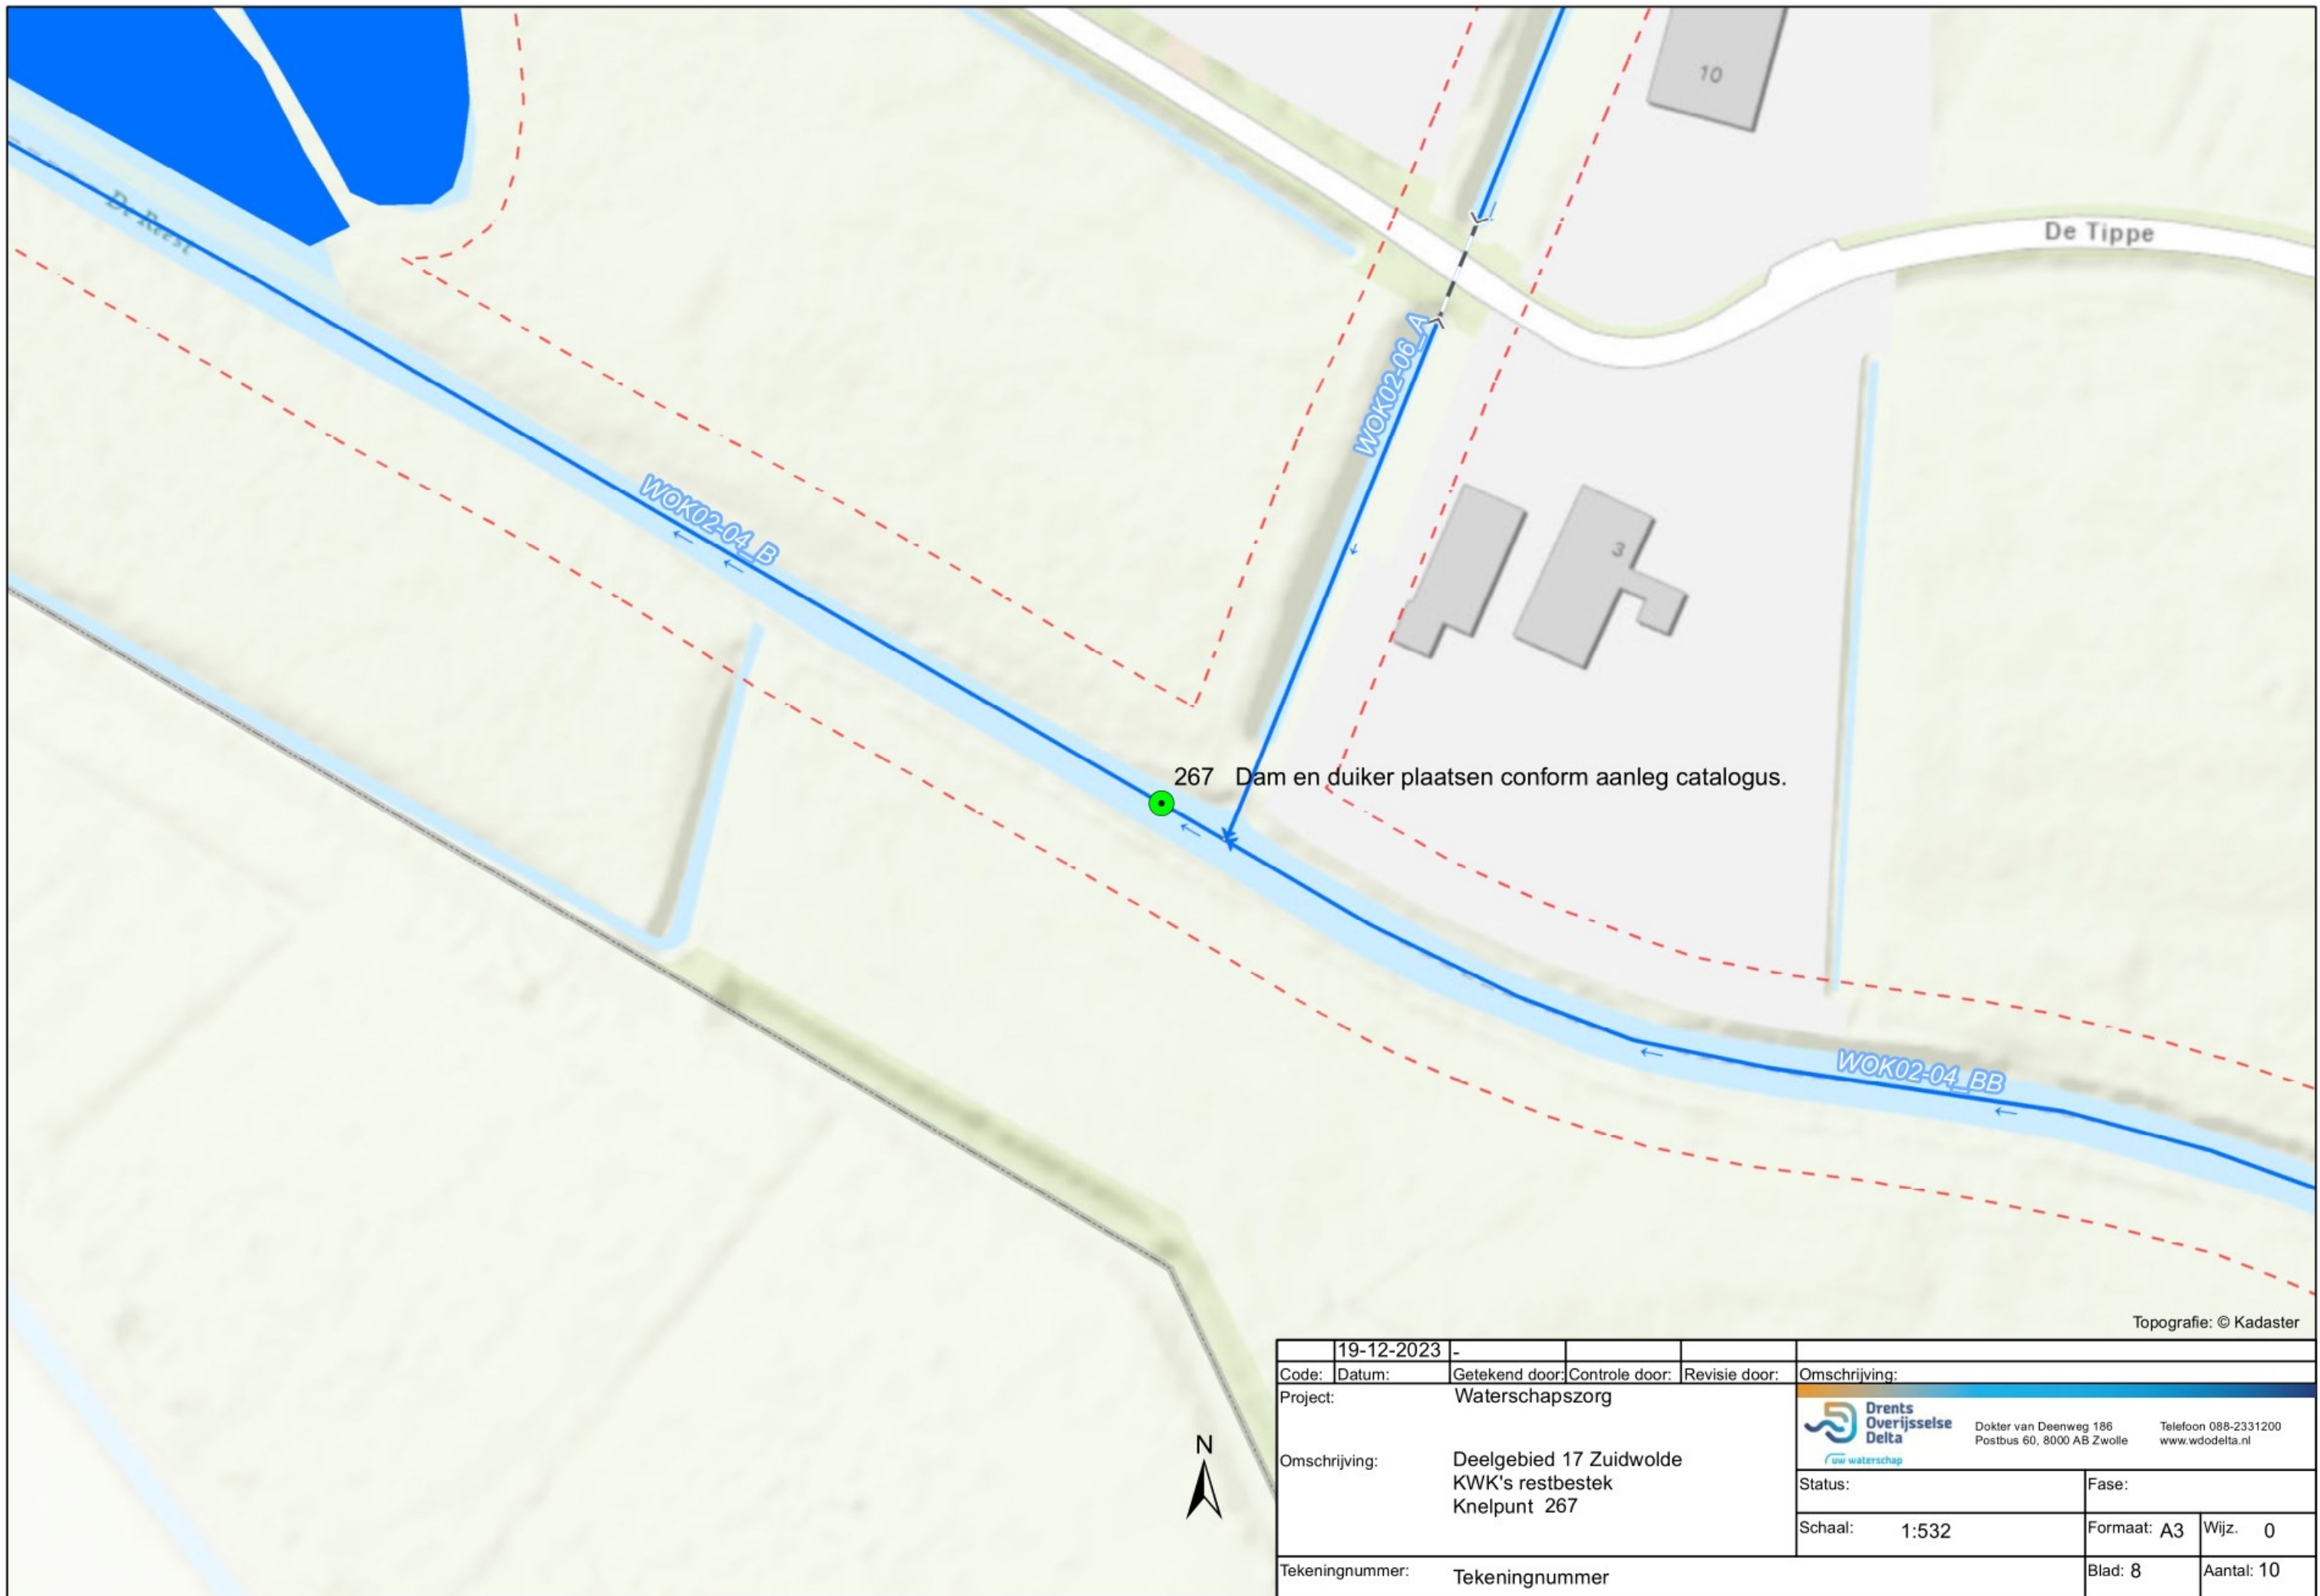 10
De Reest
De Tippe
WOK02-06_A
WOK02-04_B
3
267 Dam en duiker plaatsen conform aanleg catalogus.
WOK02-04_BB
Topografie: © Kadaster
N
19-12-2023 -
Code: Datum: Getekend door: Controle door: Revisie door: Omschrijving:
Project: Waterschapszorg
Omschrijving: Deelgebied 17 Zuidwolde
KWK's restbestek
Knelpunt 267
Drents
Overijsselse
Delta
uw waterschap
Dokter van Deenweg 186
Postbus 60, 8000 AB Zwolle
Telefoon 088-2331200
www.wdodelta.nl
Status: Fase:
Schaal: 1:532 Formaat: A3 Wijz. 0
Tekeningnummer: Tekeningnummer Blad: 8 Aantal: 10